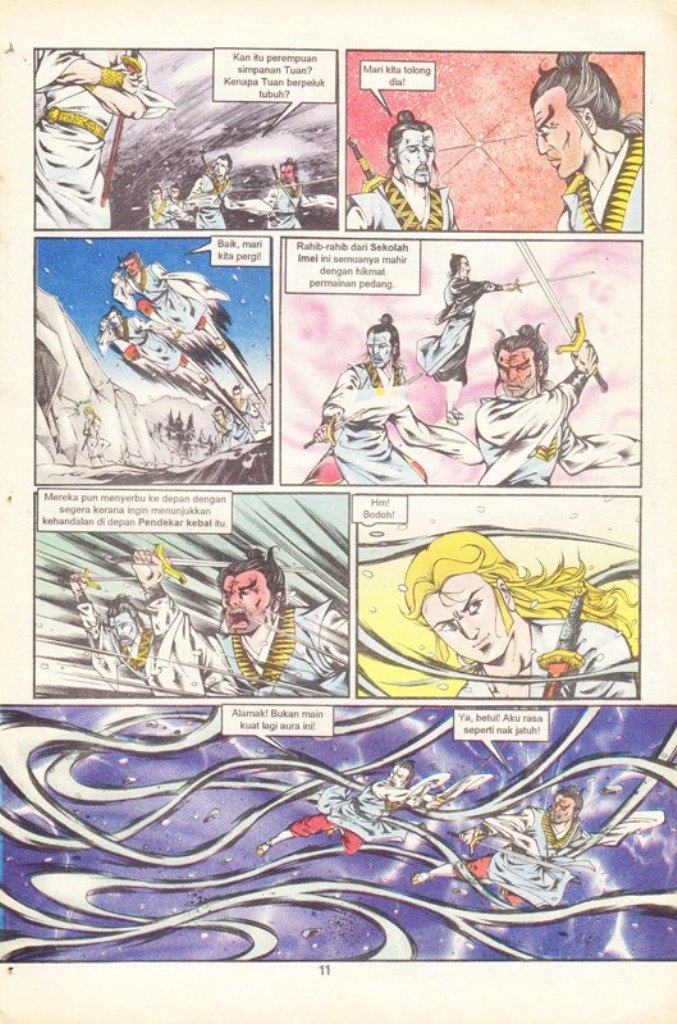 Kan itu perempuan
simpanan Tuan?
Kenapa Tuan berpeluk
tubuh?
Mari kita tolong
dia!
Baik, mari
kita pergi!
Rahib-rahib dari Sekolah
Imei ini semuanya mahir
dengan hikmat
permainan pedang.
Mereka pun menyerbu ke depan dengan
segera kerana ingin menunjukkan
kehandalan di depan Pendekar kebal itu.
Hm!
Bodoh!
Alamak! Bukan main
kuat lagi aura ini!
Ya, betul! Aku rasa
seperti nak jatuh!
11